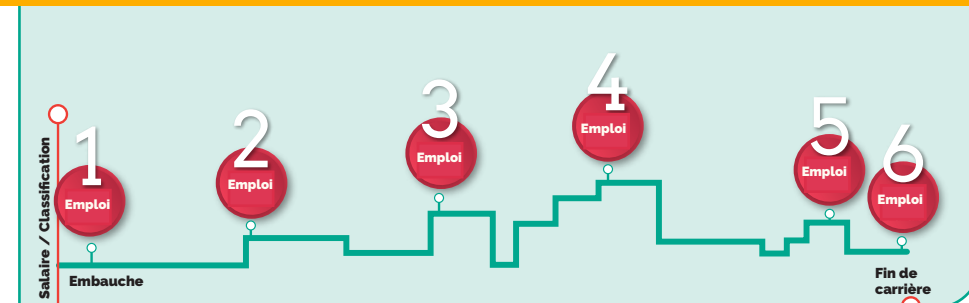 Salaire / Classification
1
Emploi
2
Emploi
3
Emploi
4
Emploi
5
Emploi
6
Emploi
Embauche
Fin de
carrière